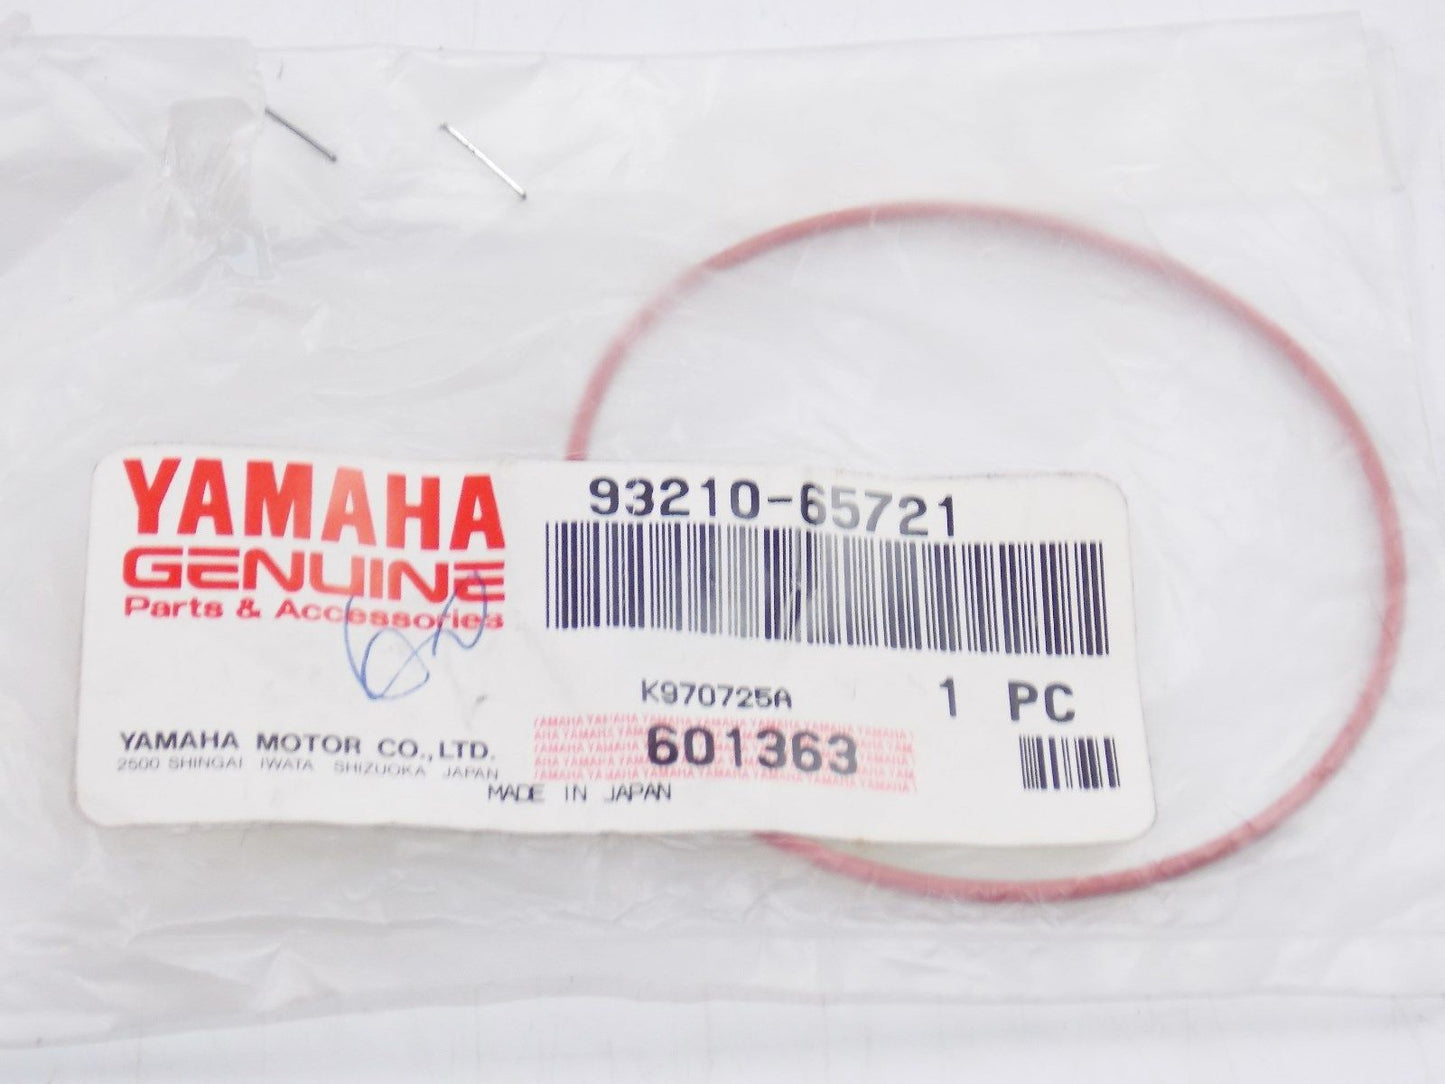 YAMAHA
GENUINE
Parts & Accessories
93210-65721
K970725A
1 PC
601363
YAMAHA MOTOR CO.,LTD.
2500 SHINGAI IWATA SHIZUOKA JAPAN
MADE IN JAPAN